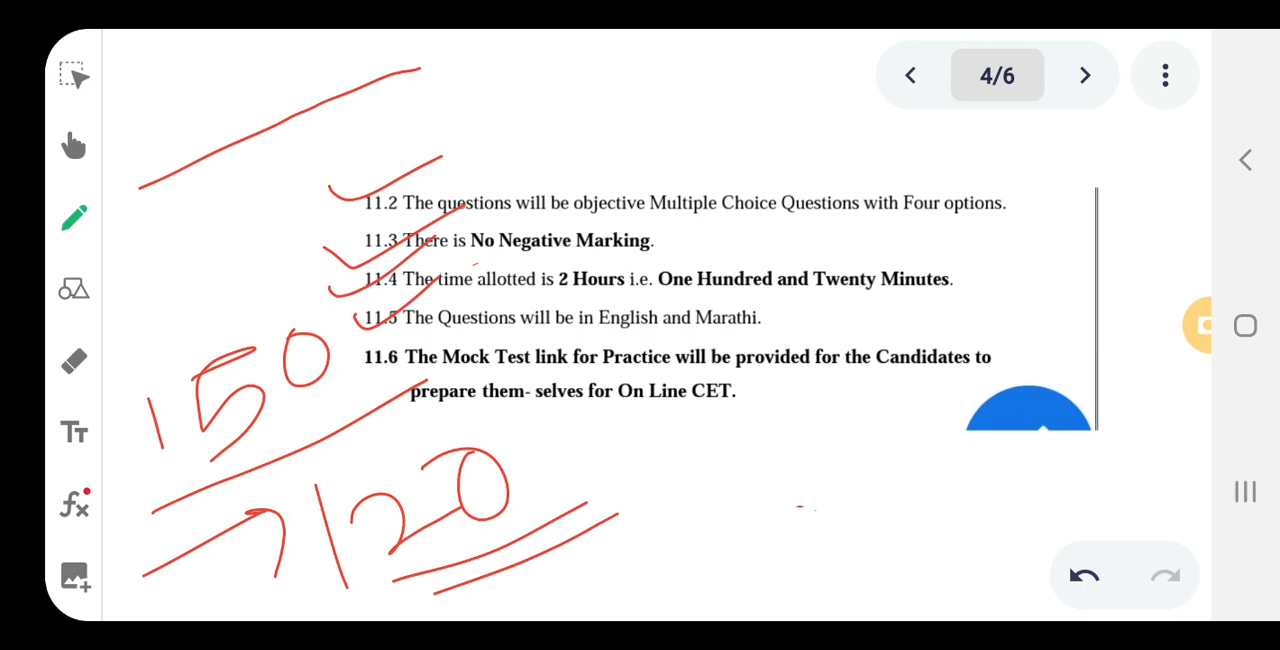 4/6
11.2 The questions will be objective Multiple Choice Questions with Four options.
11.3 There is No Negative Marking.
11.4 The time allotted is 2 Hours i.e. One Hundred and Twenty Minutes.
11.5 The Questions will be in English and Marathi.
11.6 The Mock Test link for Practice will be provided for the Candidates to
prepare them- selves for On Line CET.
150
120
TT
fx